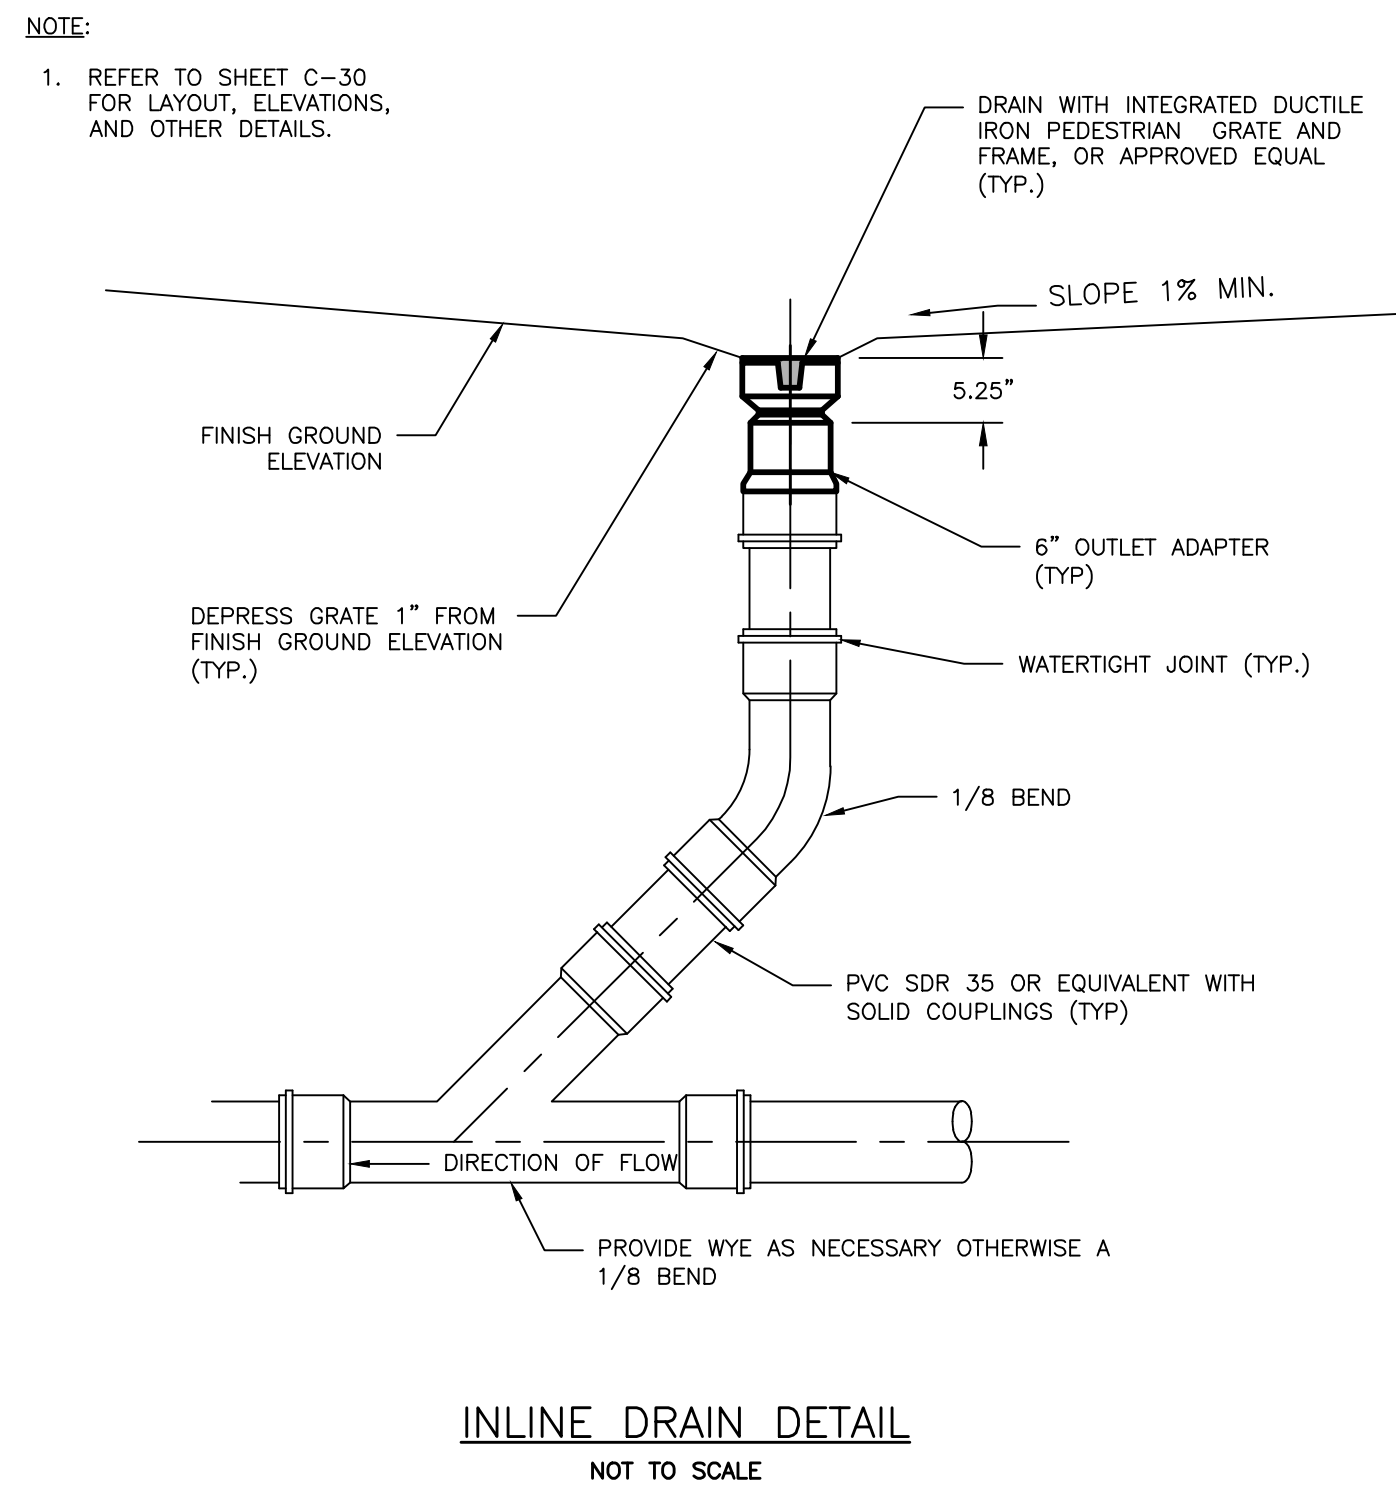 NOTE:
1. REFER TO SHEET C-30
FOR LAYOUT, ELEVATIONS,
AND OTHER DETAILS.
DRAIN WITH INTEGRATED DUCTILE
IRON PEDESTRIAN GRATE AND
FRAME, OR APPROVED EQUAL
(TYP.)
SLOPE 1% MIN.
5.25”
FINISH GROUND
ELEVATION
6” OUTLET ADAPTER
(TYP)
DEPRESS GRATE 1” FROM
FINISH GROUND ELEVATION
(TYP.)
WATERTIGHT JOINT (TYP.)
1/8 BEND
PVC SDR 35 OR EQUIVALENT WITH
SOLID COUPLINGS (TYP)
DIRECTION OF FLOW
PROVIDE WYE AS NECESSARY OTHERWISE A
1/8 BEND
INLINE DRAIN DETAIL
NOT TO SCALE